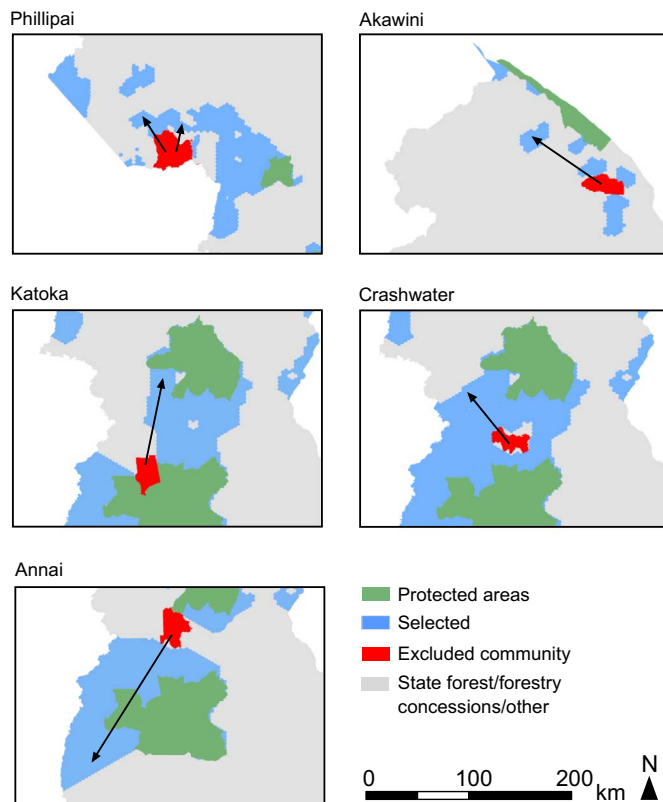 Phillipai
Akawini
Katoka
Crashwater
Annai
Protected areas
Selected
Excluded community
State forest/forestry
concessions/other
0 100 200
km
N